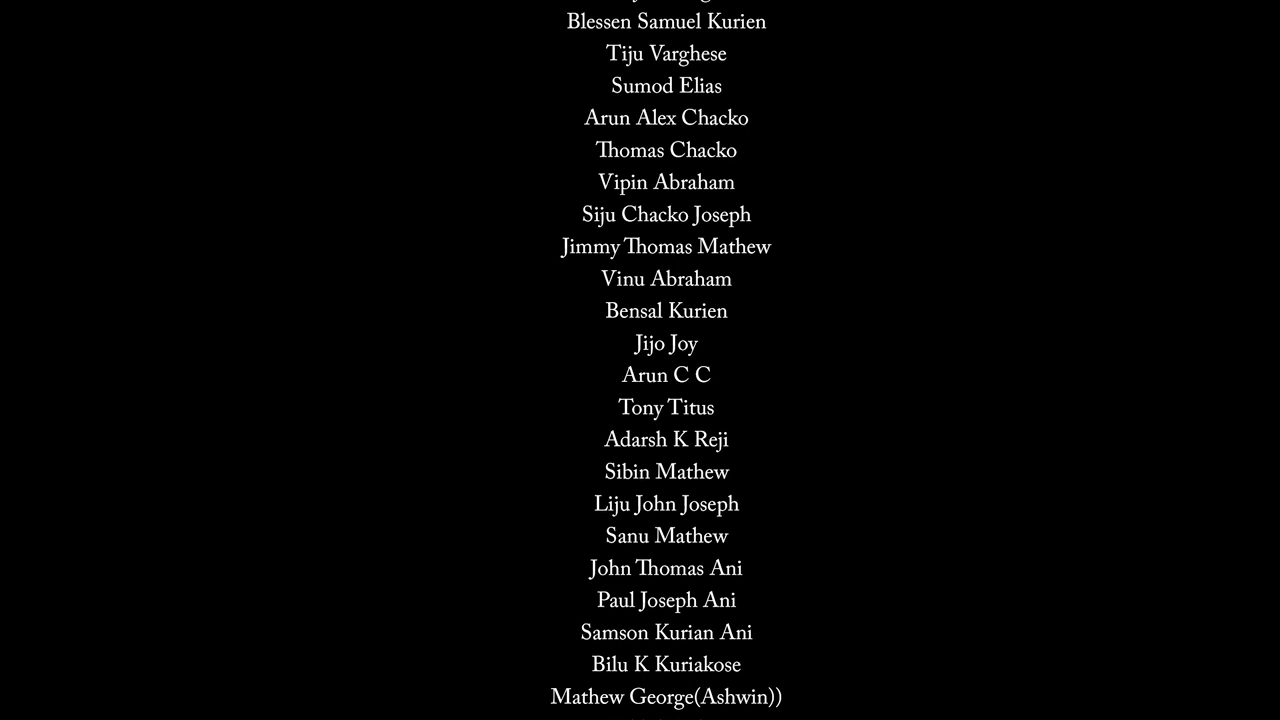 Blessen Samuel Kurien
Tiju Varghese
Sumod Elias
Arun Alex Chacko
Thomas Chacko
Vipin Abraham
Siju Chacko Joseph
Jimmy Thomas Mathew
Vinu Abraham
Bensal Kurien
Jijo Joy
Arun C C
Tony Titus
Adarsh K Reji
Sibin Mathew
Liju John Joseph
Sanu Mathew
John Thomas Ani
Paul Joseph Ani
Samson Kurian Ani
Bilu K Kuriakose
Mathew George(Ashwin))